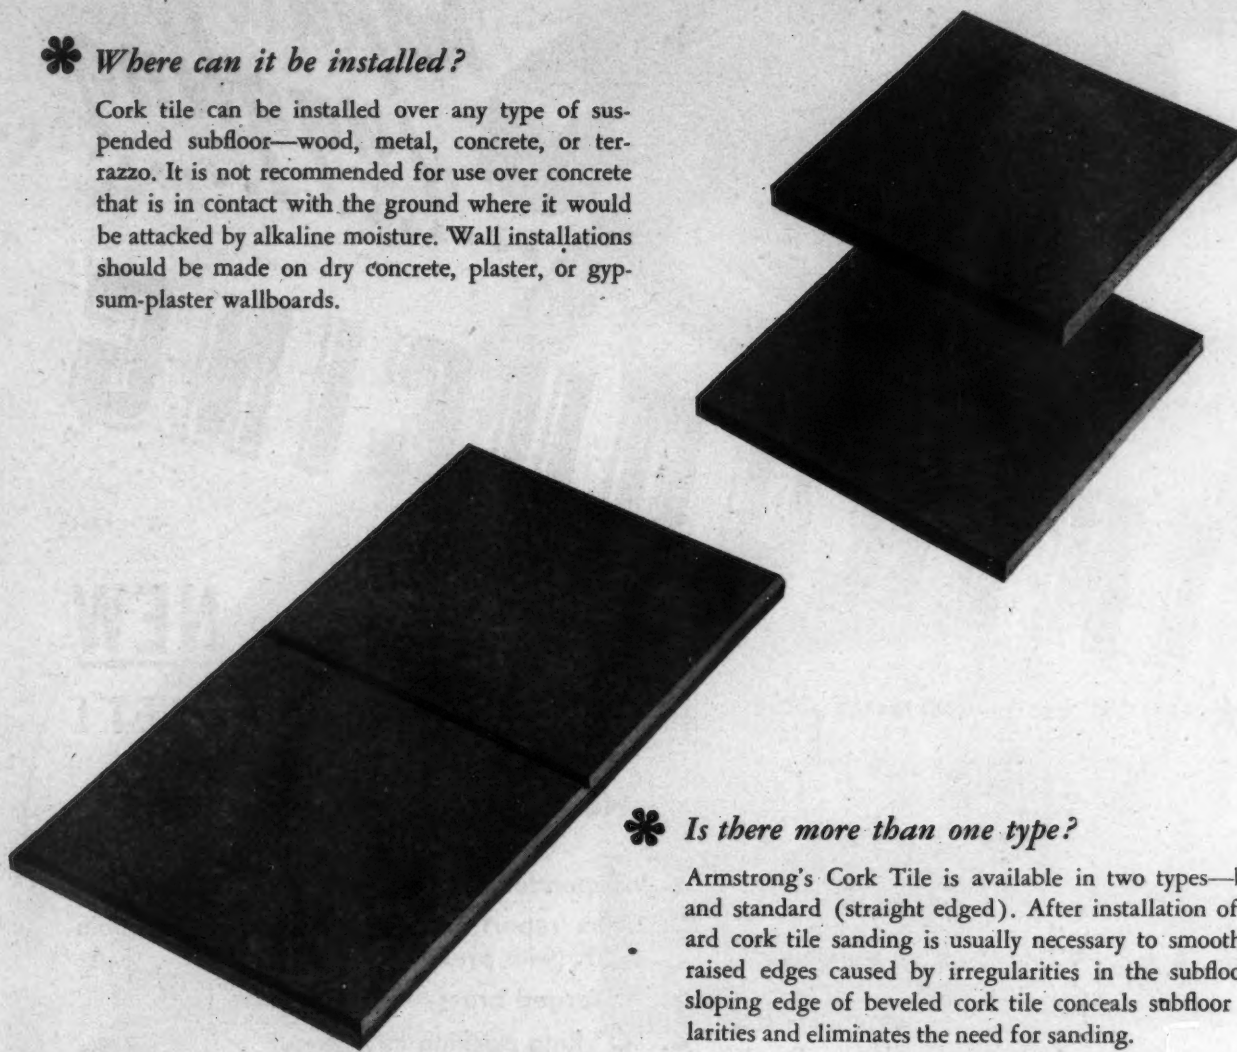 Where can it be installed?
Cork tile can be installed over any type of sus-
pended subfloor—wood, metal, concrete, or ter-
razzo. It is not recommended for use over concrete
that is in contact with the ground where it would
be attacked by alkaline moisture. Wall installations
should be made on dry concrete, plaster, or gyp-
sum-plaster wallboards.
NEW
Is there more than one type?
Armstrong's Cork Tile is available in two types—
and standard (straight edged). After installation of
ard cork tile sanding is usually necessary to smooth
raised edges caused by irregularities in the
sloping edge of beveled cork tile conceals subfloor
larities and eliminates the need for sanding.